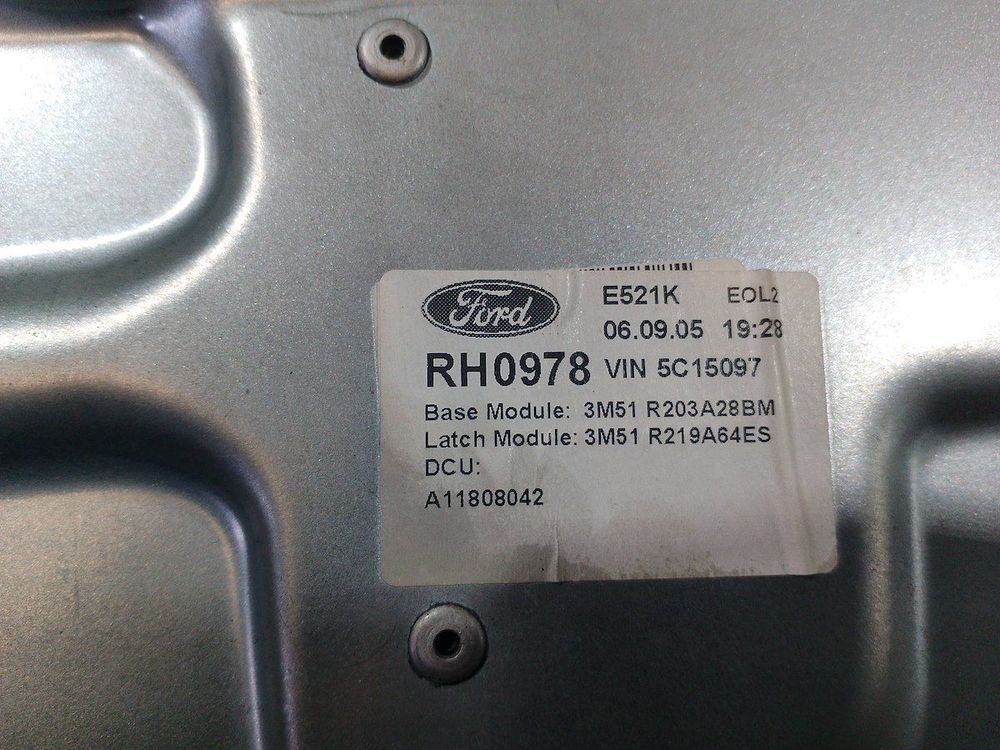 Ford
E521K EOL2
06.09.05 19:28
RH0978 VIN 5C15097
Base Module: 3M51 R203A28BM
Latch Module: 3M51 R219A64ES
DCU:
A11808042